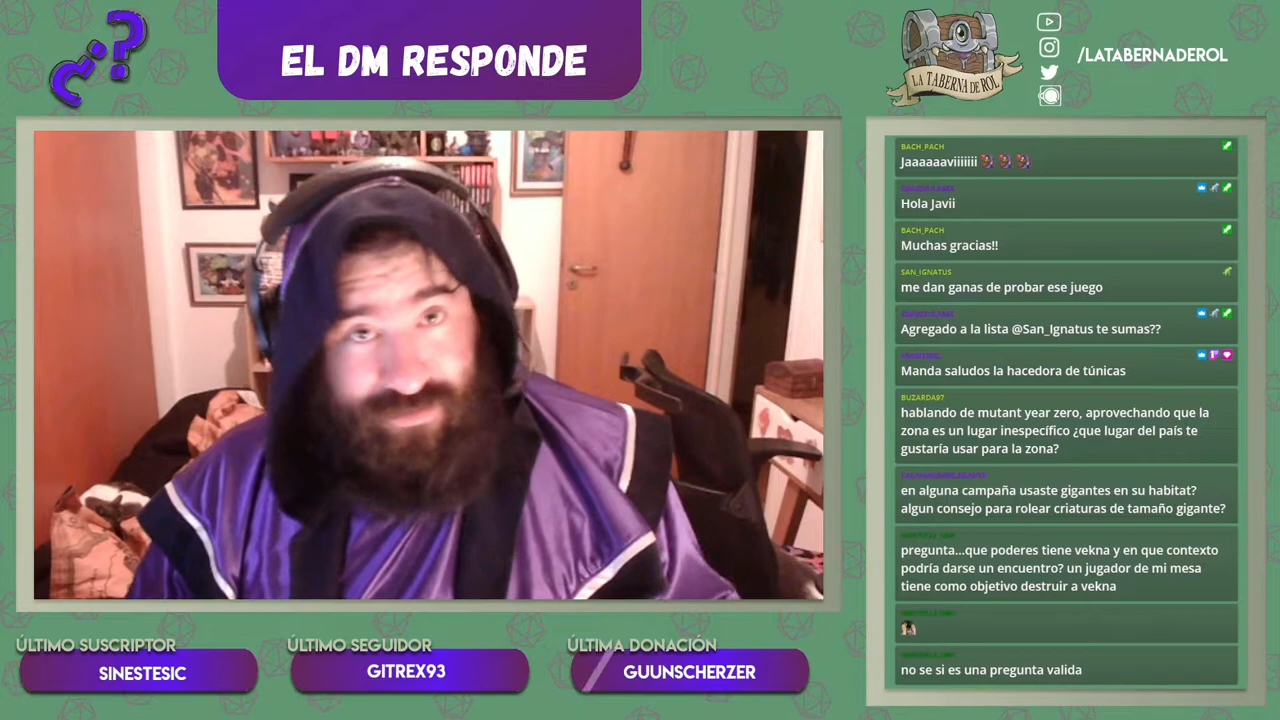 ¿?
EL DM RESPONDE
LA TABERNA DE ROL
/LATABERNADEROL
BACH_PACH
Jaaaaaaviiiiiii
Hola Javii
BACH_PACH
Muchas gracias!!
SAN_IGNATUS
me dan ganas de probar ese juego
Agregado a la lista @San_Ignatus te sumas??
Manda saludos la hacedora de túnicas
BUZARDA97
hablando de mutant year zero, aprovechando que la
zona es un lugar inespecífico ¿que lugar del país te
gustaría usar para la zona?
en alguna campaña usaste gigantes en su habitat?
algun consejo para rolear criaturas de tamaño gigante?
pregunta...que poderes tiene vekna y en que contexto
podría darse un encuentro? un jugador de mi mesa
tiene como objetivo destruir a vekna
no se si es una pregunta valida
ÚLTIMO SUSCRIPTOR
SINESTESIC
ÚLTIMO SEGUIDOR
GITREX93
ÚLTIMA DONACIÓN
GUUNSCHERZER